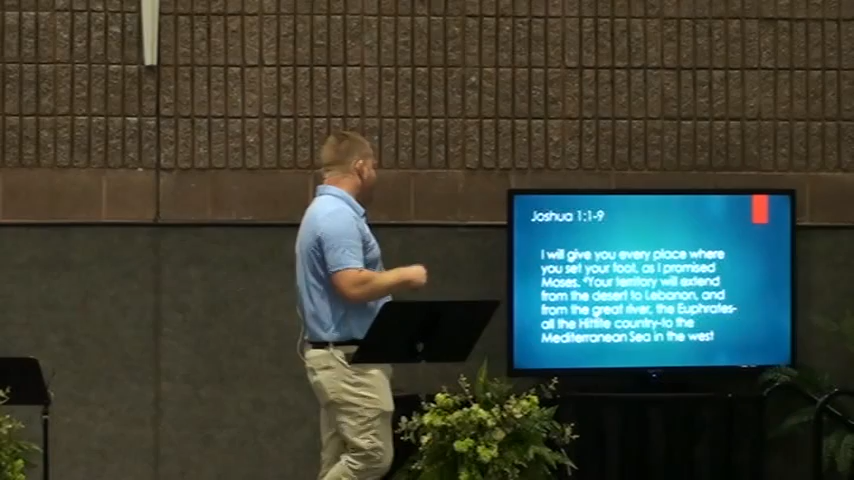 Joshua 1:1-9
I will give you every place where
you set your foot, as I promised
Moses. 4Your territory will extend
from the desert to Lebanon, and
from the great river, the Euphrates-
all the Hittite country-to the
Mediterranean Sea in the west